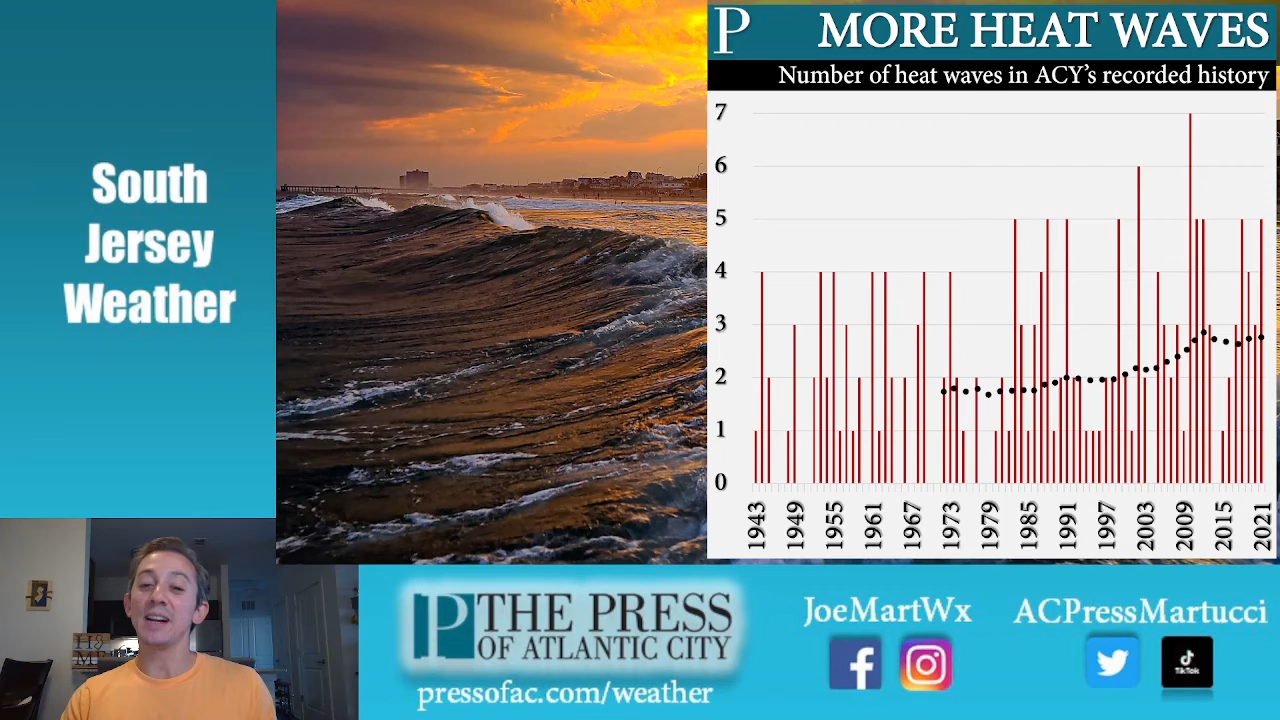 South
Jersey
Weather
P MORE HEAT WAVES
Number of heat waves in ACY's recorded history
7
6
5
4
3
2
1
0
1943
1949
1955
1961
1967
1973
1979
1985
1991
1997
2003
2009
2015
2021
P THE PRESS
OF ATLANTIC CITY
pressofac.com/weather
JoeMartWx
ACPressMartucci
TikTok